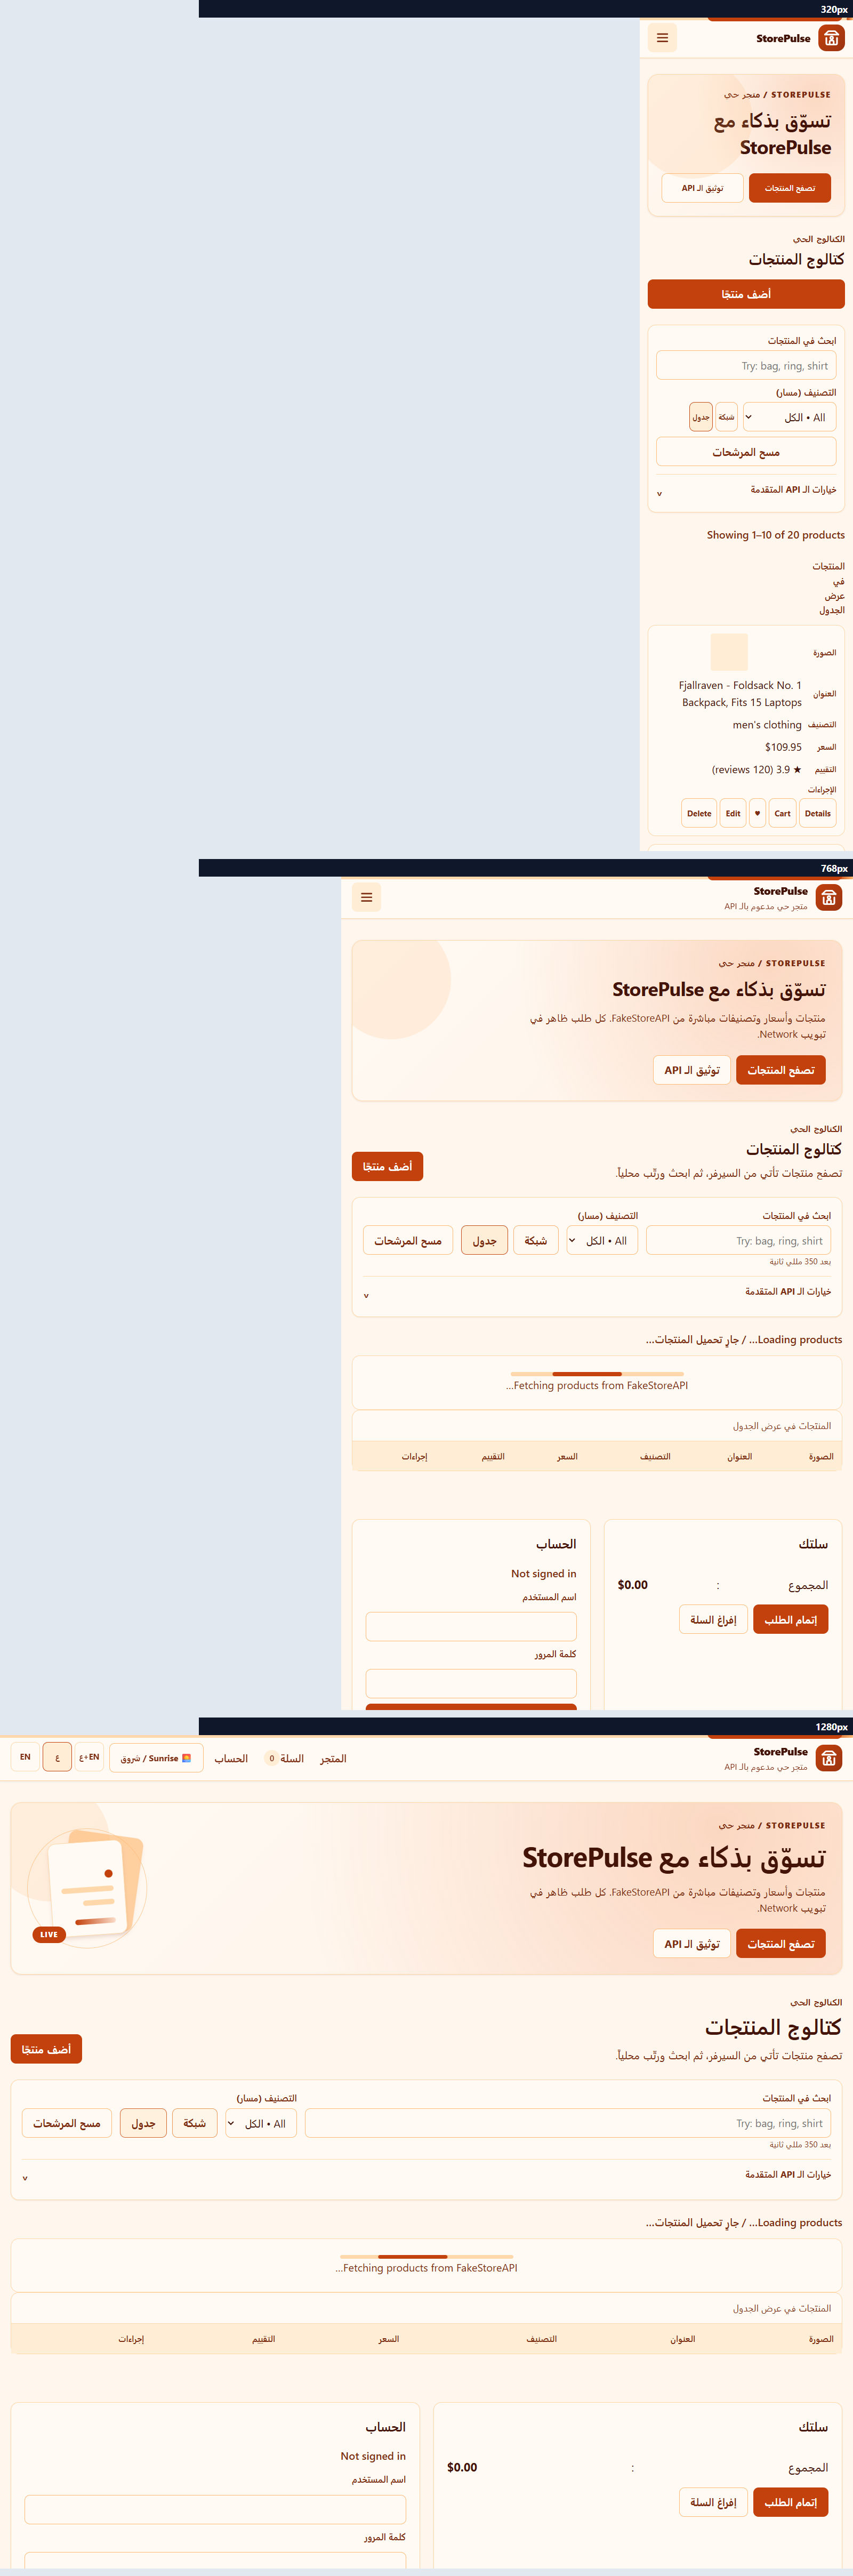 320px
StorePulse
STOREPULSE / متجر حي
تسوّق بذكاء مع
StorePulse
تصفح المنتجات
توثيق الـ API
الكتالوج الحي
كتالوج المنتجات
أضف منتجًا
ابحث في المنتجات
Try: bag, ring, shirt
التصنيف (مسار)
All • الكل
شبكة
جدول
مسح المرشحات
خيارات الـ API المتقدمة
Showing 1–10 of 20 products
المنتجات
في
عرض
الجدول
الصورة
العنوان
Fjallraven - Foldsack No. 1
Backpack, Fits 15 Laptops
التصنيف men's clothing
السعر $109.95
التقييم ★ 3.9 (120 reviews)
الإجراءات
Details
Cart
♥
Edit
Delete
768px
StorePulse
متجر حي مدعوم بالـ API
STOREPULSE / متجر حي
تسوّق بذكاء مع StorePulse
منتجات وأسعار وتصنيفات مباشرة من FakeStoreAPI. كل طلب ظاهر في
تبويب Network.
تصفح المنتجات
توثيق الـ API
الكتالوج الحي
كتالوج المنتجات
تصفح منتجات تأتي من السيرفر، ثم ابحث ورتّب محلياً.
أضف منتجًا
ابحث في المنتجات
التصنيف (مسار)
Try: bag, ring, shirt
All • الكل
شبكة
جدول
مسح المرشحات
بعد 350 مللي ثانية
خيارات الـ API المتقدمة
Loading products... / جارٍ تحميل المنتجات...
Fetching products from FakeStoreAPI...
المنتجات في عرض الجدول
الصورة
العنوان
التصنيف
السعر
التقييم
إجراءات
سلتك
المجموع : $0.00
إتمام الطلب
إفراغ السلة
الحساب
Not signed in
اسم المستخدم
كلمة المرور
1280px
StorePulse
متجر حي مدعوم بالـ API
المتجر
السلة 0
الحساب
Sunrise / شروق
EN+ع
ع
EN
STOREPULSE / متجر حي
تسوّق بذكاء مع StorePulse
منتجات وأسعار وتصنيفات مباشرة من FakeStoreAPI. كل طلب ظاهر في
تبويب Network.
تصفح المنتجات
توثيق الـ API
LIVE
الكتالوج الحي
كتالوج المنتجات
تصفح منتجات تأتي من السيرفر، ثم ابحث ورتّب محلياً.
أضف منتجًا
ابحث في المنتجات
التصنيف (مسار)
Try: bag, ring, shirt
All • الكل
شبكة
جدول
مسح المرشحات
بعد 350 مللي ثانية
خيارات الـ API المتقدمة
Loading products... / جارٍ تحميل المنتجات...
Fetching products from FakeStoreAPI...
المنتجات في عرض الجدول
الصورة
العنوان
التصنيف
السعر
التقييم
إجراءات
سلتك
المجموع : $0.00
إتمام الطلب
إفراغ السلة
الحساب
Not signed in
اسم المستخدم
كلمة المرور